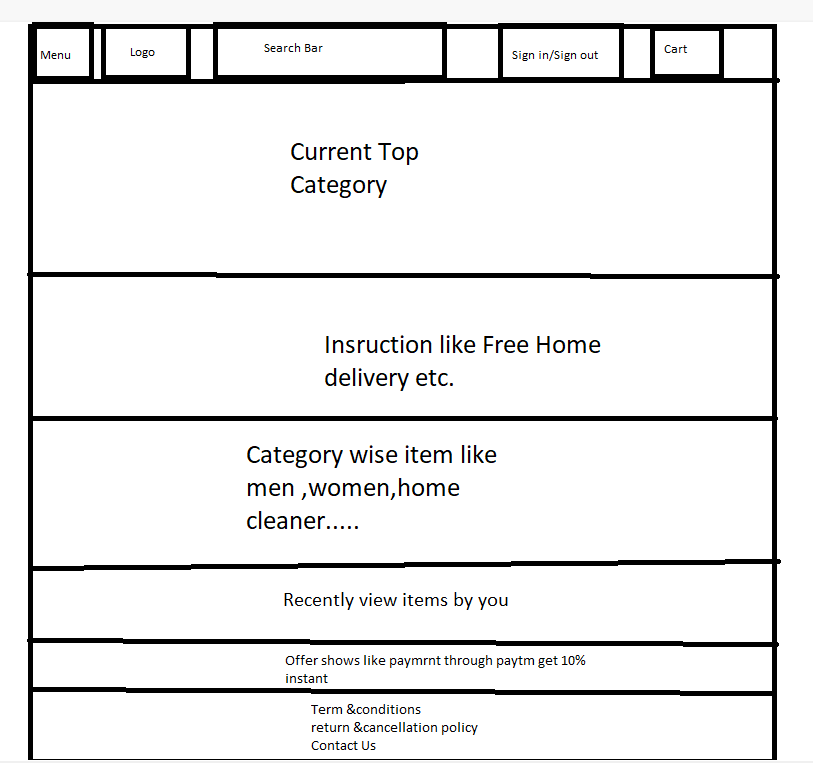 Menu
Logo
Search Bar
Sign in/Sign out
Cart
Current Top
Category
Insruction like Free Home
delivery etc.
Category wise item like
men ,women,home
cleaner.....
Recently view items by you
Offer shows like paymrnt through paytm get 10%
instant
Term &conditions
return &cancellation policy
Contact Us